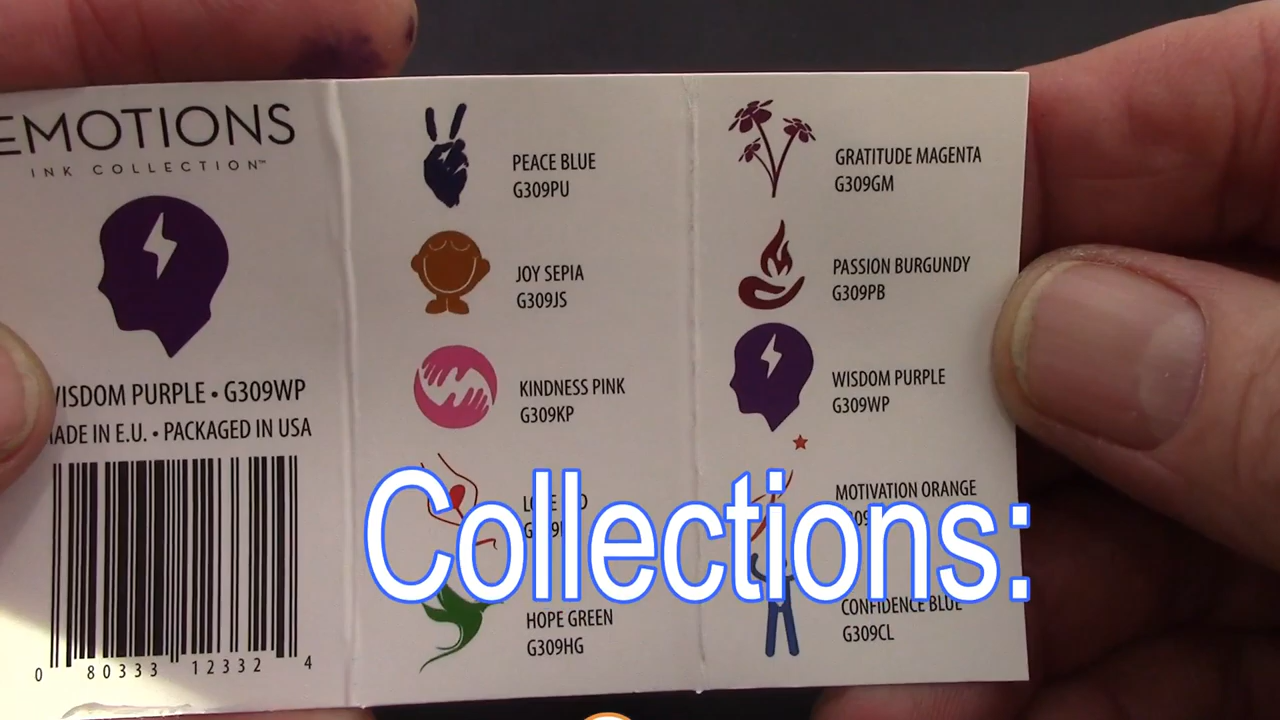 EMOTIONS
INK COLLECTION™
WISDOM PURPLE • G309WP
MADE IN E.U. • PACKAGED IN USA
0 80333 12332 4
PEACE BLUE
G309PU
JOY SEPIA
G309JS
KINDNESS PINK
G309KP
HOPE GREEN
G309HG
GRATITUDE MAGENTA
G309GM
PASSION BURGUNDY
G309PB
WISDOM PURPLE
G309WP
MOTIVATION ORANGE
CONFIDENCE BLUE
G309CL
Collections: